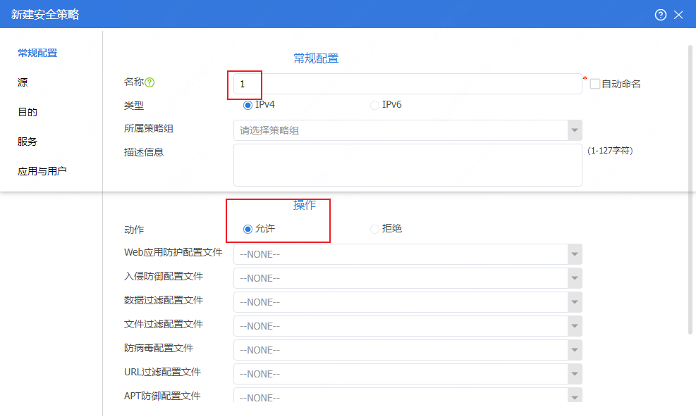 新建安全策略
常规配置
源
目的
服务
应用与用户
常规配置
名称 1 * 自动命名
类型 IPv4 IPv6
所属策略组 请选择策略组
描述信息 (1-127字符)
操作
动作 允许 拒绝
Web应用防护配置文件 --NONE--
入侵防御配置文件 --NONE--
数据过滤配置文件 --NONE--
文件过滤配置文件 --NONE--
防病毒配置文件 --NONE--
URL过滤配置文件 --NONE--
APT防御配置文件 --NONE--